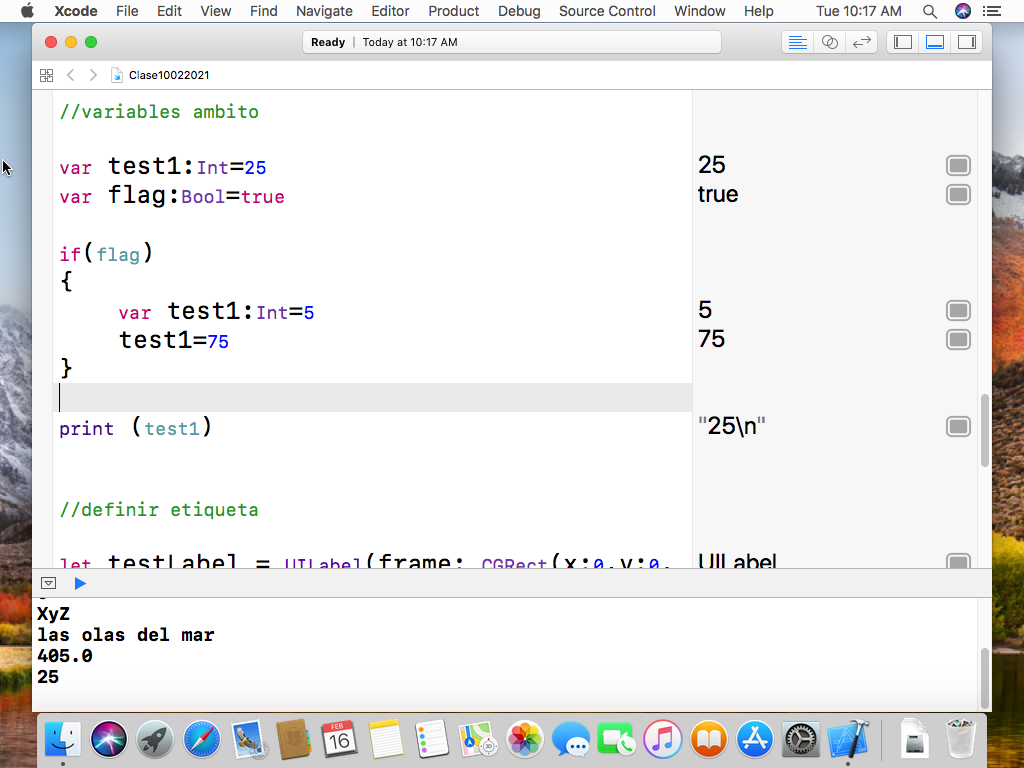 Xcode File Edit View Find Navigate Editor Product Debug Source Control Window Help Tue 10:17 AM
Ready | Today at 10:17 AM
Clase10022021
//variables ambito
var test1:Int=25 25
var flag:Bool=true true
if(flag)
{
var test1:Int=5 5
test1=75 75
}
print (test1) "25\n"
//definir etiqueta
let testLabel = UILabel(frame: CGRect(x:0,y:0, UILabel
XyZ
las olas del mar
405.0
25
FEB
16